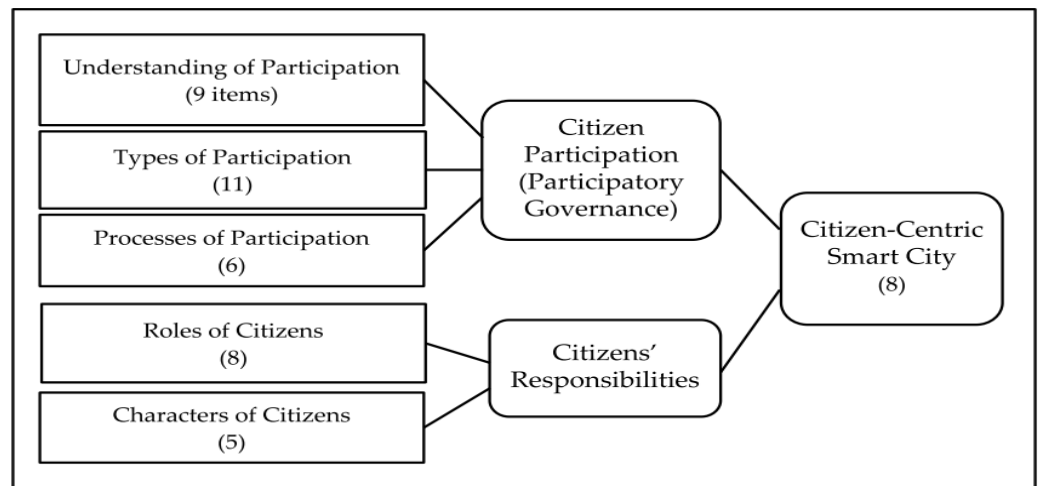 Understanding of Participation
(9 items)
Types of Participation
(11)
Processes of Participation
(6)
Roles of Citizens
(8)
Characters of Citizens
(5)
Citizen
Participation
(Participatory
Governance)
Citizens’
Responsibilities
Citizen-Centric
Smart City
(8)